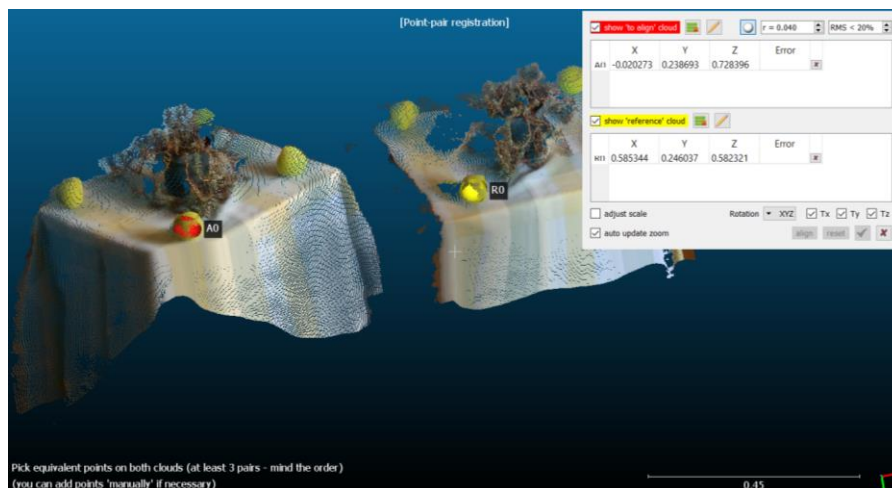 [Point-pair registration]
show 'to align' cloud
r = 0.040
RMS < 20%
X Y Z Error
A0 -0.020273 0.238693 0.728396
show 'reference' cloud
X Y Z Error
R0 0.585344 0.246037 0.582321
adjust scale
Rotation XYZ Tx Ty Tz
auto update zoom
align reset
A0
R0
Pick equivalent points on both clouds (at least 3 pairs - mind the order)
(you can add points 'manually' if necessary)
0.45